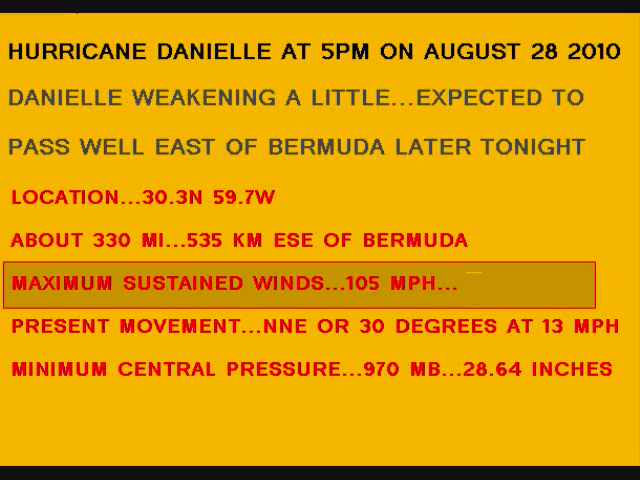 HURRICANE DANIELLE AT 5PM ON AUGUST 28 2010
DANIELLE WEAKENING A LITTLE...EXPECTED TO
PASS WELL EAST OF BERMUDA LATER TONIGHT
LOCATION...30.3N 59.7W
ABOUT 330 MI...535 KM ESE OF BERMUDA
MAXIMUM SUSTAINED WINDS...105 MPH...
PRESENT MOVEMENT...NNE OR 30 DEGREES AT 13 MPH
MINIMUM CENTRAL PRESSURE...970 MB...28.64 INCHES